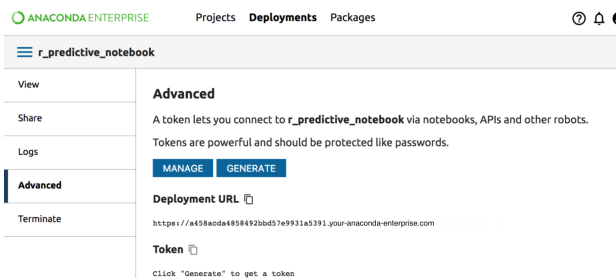 ANACONDA ENTERPRISE Projects Deployments Packages
r_predictive_notebook
View
Share
Logs
Advanced
Terminate
Advanced
A token lets you connect to r_predictive_notebook via notebooks, APIs and other robots.
Tokens are powerful and should be protected like passwords.
MANAGE GENERATE
Deployment URL
https://a458acda4858492bbd57e9931a5391.your-anaconda-enterprise.com
Token
Click "Generate" to get a token